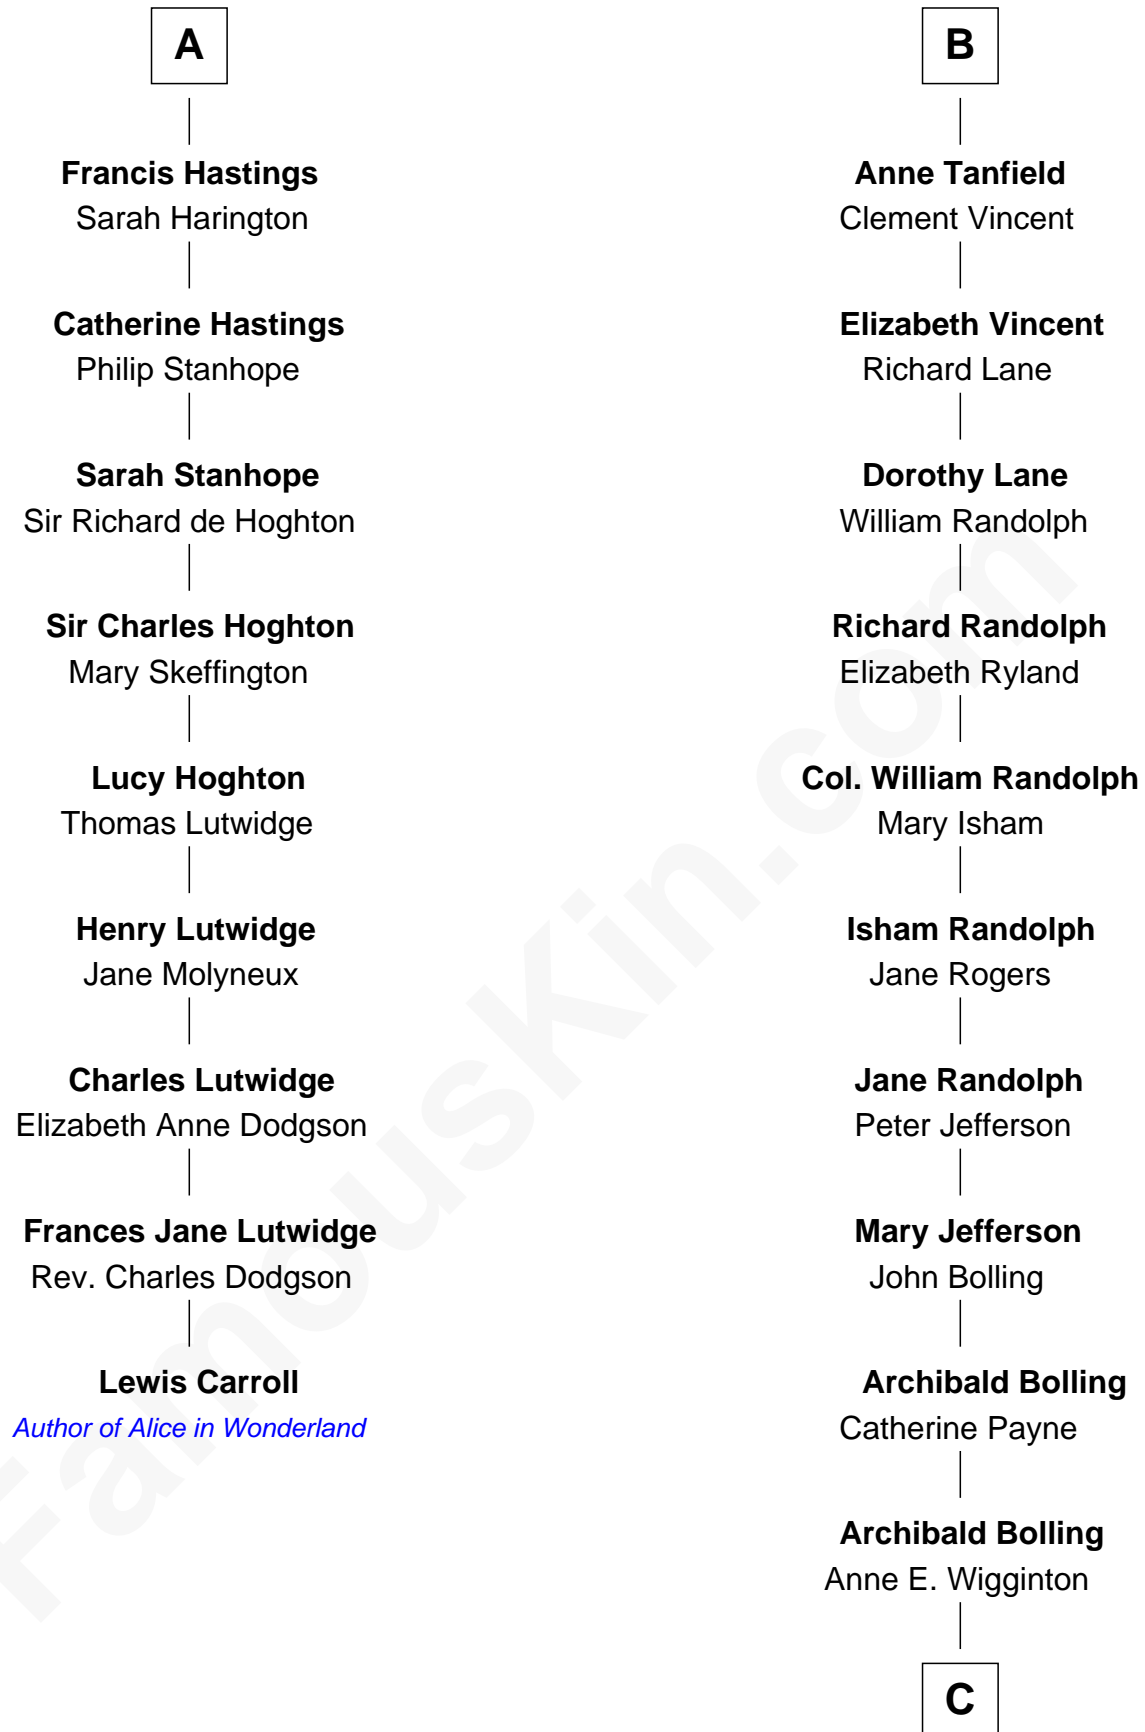 A
Francis Hastings
Sarah Harington
Catherine Hastings
Philip Stanhope
Sarah Stanhope
Sir Richard de Hoghton
Sir Charles Hoghton
Mary Skeffington
Lucy Hoghton
Thomas Lutwidge
Henry Lutwidge
Jane Molyneux
Charles Lutwidge
Elizabeth Anne Dodgson
Frances Jane Lutwidge
Rev. Charles Dodgson
Lewis Carroll
Author of Alice in Wonderland
B
Anne Tanfield
Clement Vincent
Elizabeth Vincent
Richard Lane
Dorothy Lane
William Randolph
Richard Randolph
Elizabeth Ryland
Col. William Randolph
Mary Isham
Isham Randolph
Jane Rogers
Jane Randolph
Peter Jefferson
Mary Jefferson
John Bolling
Archibald Bolling
Catherine Payne
Archibald Bolling
Anne E. Wigginton
C
FamousKin.com